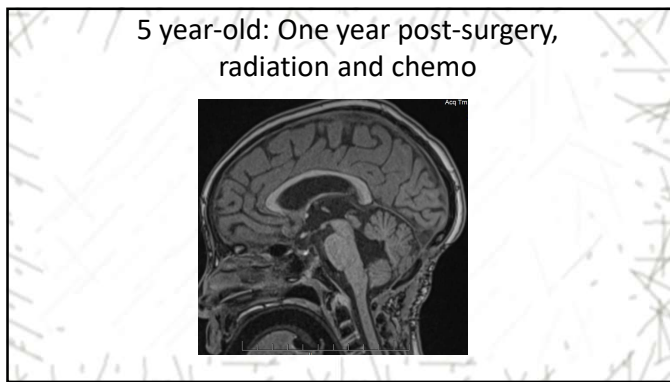 5 year-old: One year post-surgery,
radiation and chemo
Acq Tm